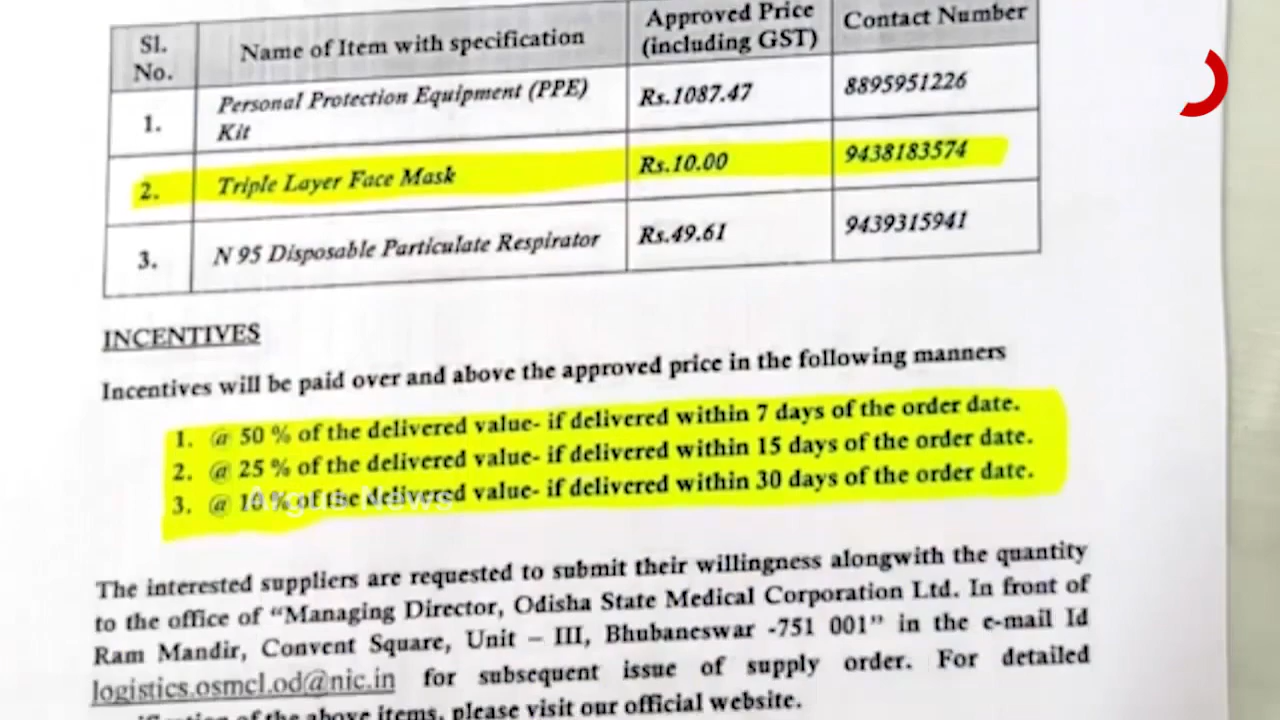 Sl. No. Name of Item with specification Approved Price (including GST) Contact Number
1. Personal Protection Equipment (PPE) Kit Rs.1087.47 8895951226
2. Triple Layer Face Mask Rs.10.00 9438183574
3. N 95 Disposable Particulate Respirator Rs.49.61 9439315941
INCENTIVES
Incentives will be paid over and above the approved price in the following manners
1. @ 50 % of the delivered value- if delivered within 7 days of the order date.
2. @ 25 % of the delivered value- if delivered within 15 days of the order date.
3. @ 10 % of the delivered value- if delivered within 30 days of the order date.
Argus News
The interested suppliers are requested to submit their willingness alongwith the quantity
to the office of “Managing Director, Odisha State Medical Corporation Ltd. In front of
Ram Mandir, Convent Square, Unit – III, Bhubaneswar -751 001” in the e-mail Id
logistics.osmcl.od@nic.in for subsequent issue of supply order. For detailed
of the above items, please visit our official website.